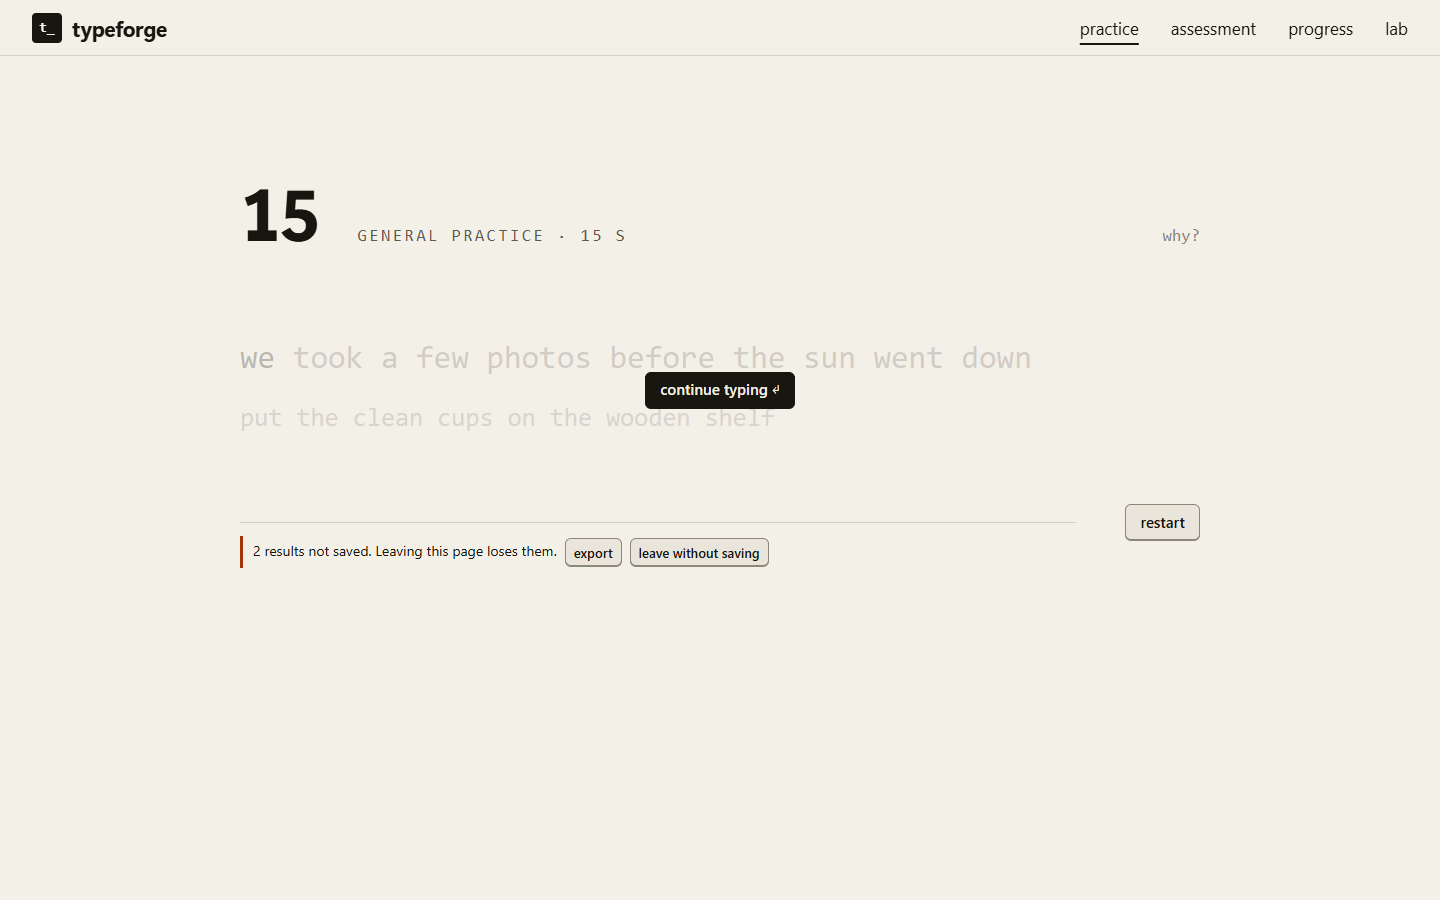 t_ typeforge practice assessment progress lab
15 GENERAL PRACTICE · 15 S why?
we took a few photos before the sun went down
continue typing ↲
put the clean cups on the wooden shelf
restart
2 results not saved. Leaving this page loses them. export leave without saving